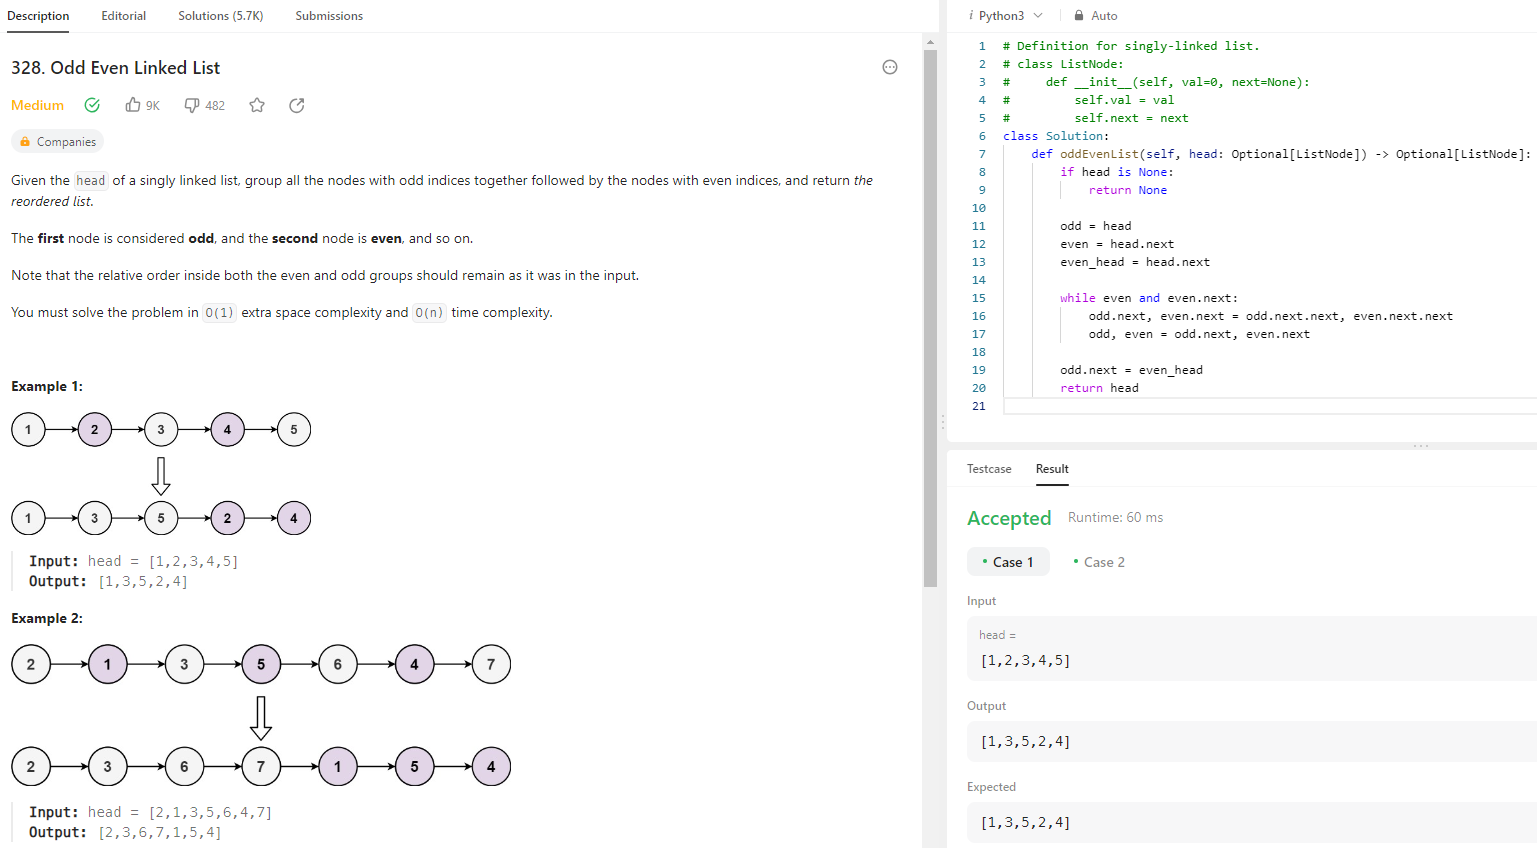 Description Editorial Solutions (5.7K) Submissions
328. Odd Even Linked List
Medium 9K 482
Companies
Given the head of a singly linked list, group all the nodes with odd indices together followed by the nodes with even indices, and return the
reordered list.
The first node is considered odd, and the second node is even, and so on.
Note that the relative order inside both the even and odd groups should remain as it was in the input.
You must solve the problem in O(1) extra space complexity and O(n) time complexity.
Example 1:
1 2 3 4 5
1 3 5 2 4
Input: head = [1,2,3,4,5]
Output: [1,3,5,2,4]
Example 2:
2 1 3 5 6 4 7
2 3 6 7 1 5 4
Input: head = [2,1,3,5,6,4,7]
Output: [2,3,6,7,1,5,4]
i Python3 Auto
1 # Definition for singly-linked list.
2 # class ListNode:
3 #     def __init__(self, val=0, next=None):
4 #         self.val = val
5 #         self.next = next
6 class Solution:
7     def oddEvenList(self, head: Optional[ListNode]) -> Optional[ListNode]:
8         if head is None:
9             return None
10
11         odd = head
12         even = head.next
13         even_head = head.next
14
15         while even and even.next:
16             odd.next, even.next = odd.next.next, even.next.next
17             odd, even = odd.next, even.next
18
19         odd.next = even_head
20         return head
21
Testcase Result
Accepted Runtime: 60 ms
Case 1 Case 2
Input
head =
[1,2,3,4,5]
Output
[1,3,5,2,4]
Expected
[1,3,5,2,4]